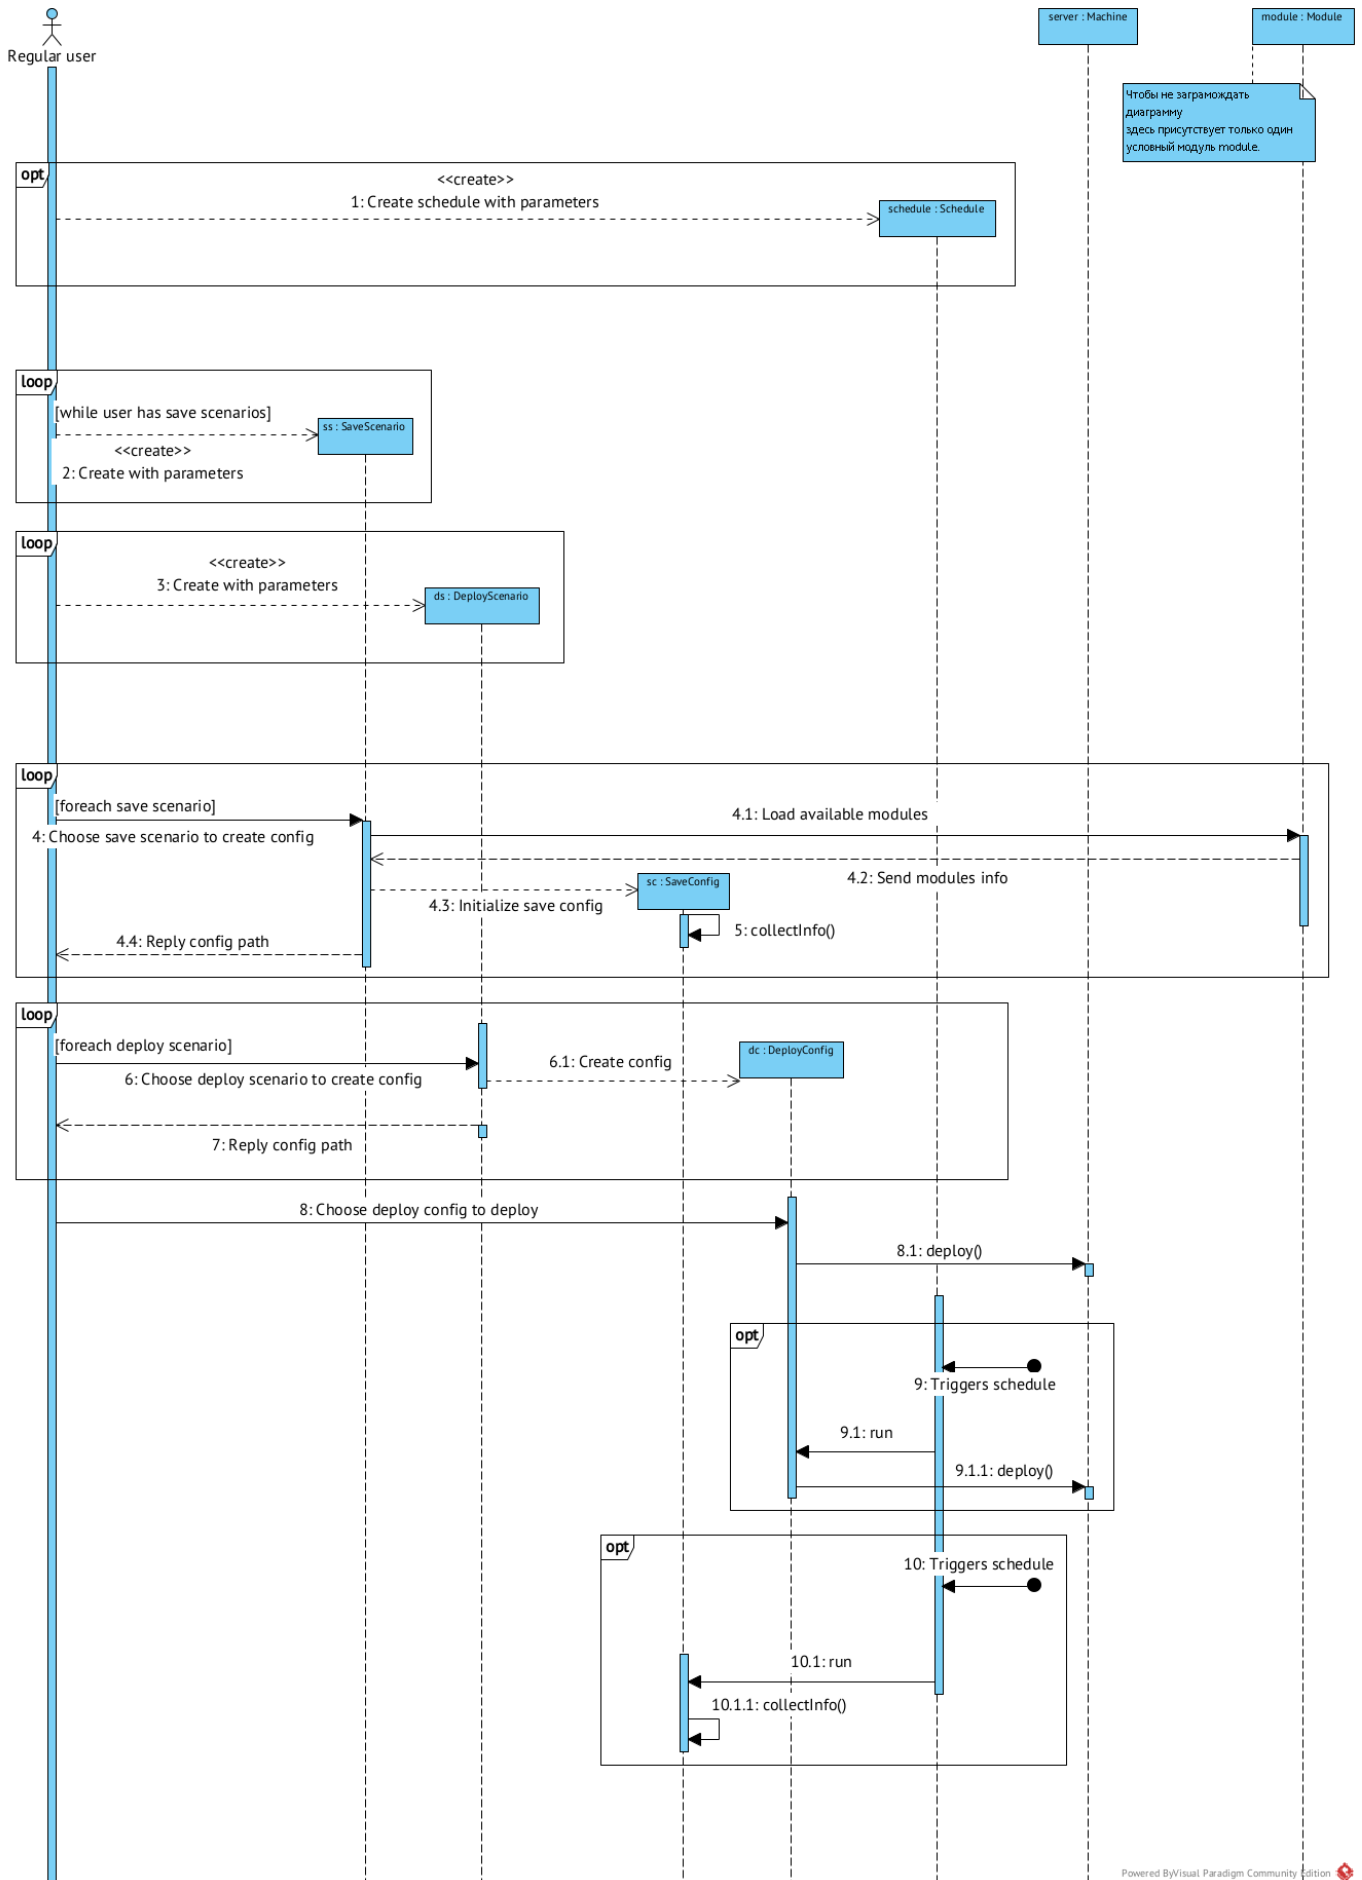 Regular user
server : Machine
module : Module
Чтобы не заграмождать
диаграмму
здесь присутствует только один
условный модуль module.
opt
<<create>>
1: Create schedule with parameters
schedule : Schedule
loop
[while user has save scenarios]
ss : SaveScenario
<<create>>
2: Create with parameters
loop
<<create>>
3: Create with parameters
ds : DeployScenario
loop
[foreach save scenario]
4: Choose save scenario to create config
4.1: Load available modules
4.2: Send modules info
sc : SaveConfig
4.3: Initialize save config
5: collectInfo()
4.4: Reply config path
loop
[foreach deploy scenario]
6: Choose deploy scenario to create config
6.1: Create config
dc : DeployConfig
7: Reply config path
8: Choose deploy config to deploy
8.1: deploy()
opt
9: Triggers schedule
9.1: run
9.1.1: deploy()
opt
10: Triggers schedule
10.1: run
10.1.1: collectInfo()
Powered ByVisual Paradigm Community Edition